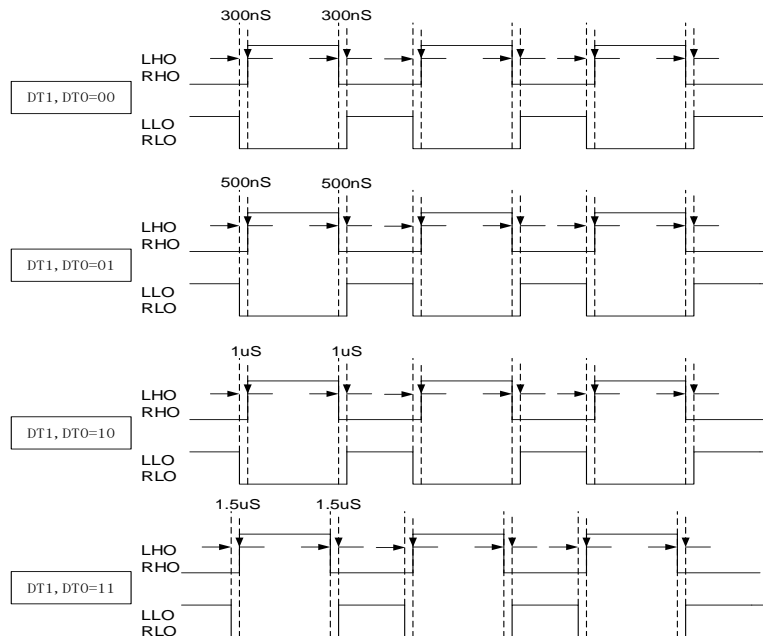 300nS 300nS
LHO
RHO
DT1,DT0=00
LLO
RLO
500nS 500nS
LHO
RHO
DT1,DT0=01
LLO
RLO
1uS 1uS
LHO
RHO
DT1,DT0=10
LLO
RLO
1.5uS 1.5uS
LHO
RHO
DT1,DT0=11
LLO
RLO